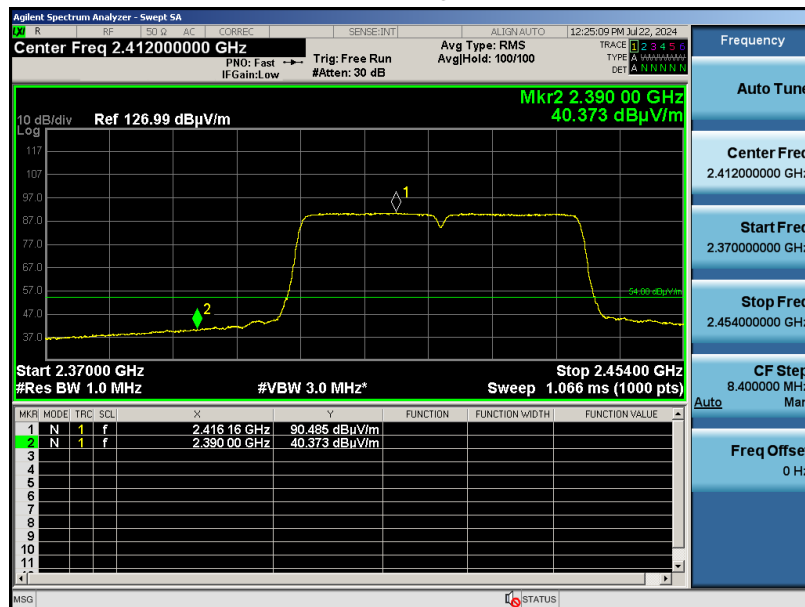 Agilent Spectrum Analyzer - Swept SA
LXI R RF 50 Ω AC CORREC SENSE:INT ALIGN AUTO 12:25:09 PM Jul 22, 2024
Center Freq 2.412000000 GHz
PNO: Fast
IFGain:Low
Trig: Free Run
#Atten: 30 dB
Avg Type: RMS
Avg|Hold: 100/100
TRACE 1 2 3 4 5 6
TYPE A WWWWW
DET A N N N N N
Mkr2 2.390 00 GHz
40.373 dBµV/m
10 dB/div Ref 126.99 dBµV/m
Log
117
107
97.0
87.0
77.0
67.0
57.0
47.0
37.0
1
2
54.00 dBµV/m
Start 2.37000 GHz Stop 2.45400 GHz
#Res BW 1.0 MHz #VBW 3.0 MHz* Sweep 1.066 ms (1000 pts)
MKR MODE TRC SCL X Y FUNCTION FUNCTION WIDTH FUNCTION VALUE
1 N 1 f 2.416 16 GHz 90.485 dBµV/m
2 N 1 f 2.390 00 GHz 40.373 dBµV/m
3
4
5
6
7
8
9
10
11
MSG STATUS
Frequency
Auto Tune
Center Freq
2.412000000 GHz
Start Freq
2.370000000 GHz
Stop Freq
2.454000000 GHz
CF Step
8.400000 MHz
Auto Man
Freq Offset
0 Hz